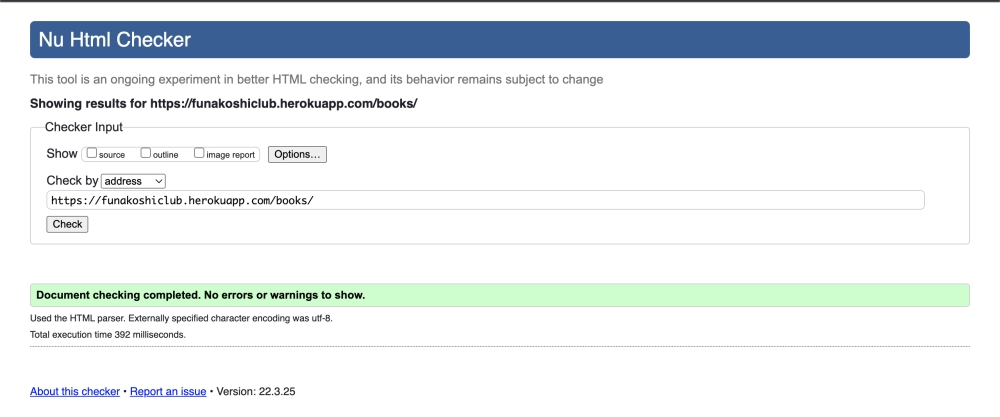 Nu Html Checker
This tool is an ongoing experiment in better HTML checking, and its behavior remains subject to change
Showing results for https://funakoshiclub.herokuapp.com/books/
Checker Input
Show source outline image report Options...
Check by address
https://funakoshiclub.herokuapp.com/books/
Check
Document checking completed. No errors or warnings to show.
Used the HTML parser. Externally specified character encoding was utf-8.
Total execution time 392 milliseconds.
About this checker • Report an issue • Version: 22.3.25